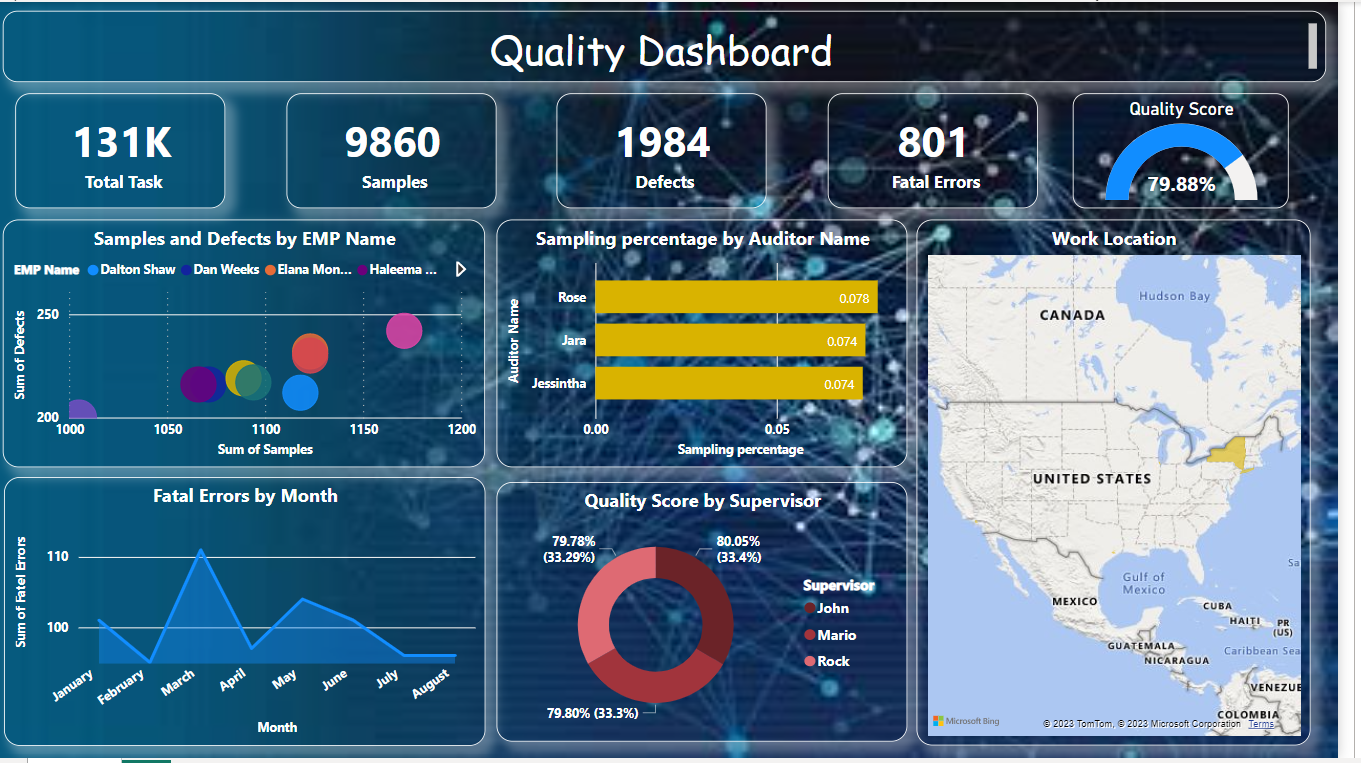 Quality Dashboard
131K
Total Task
9860
Samples
1984
Defects
801
Fatal Errors
Quality Score
79.88%
Samples and Defects by EMP Name
EMP Name Dalton Shaw Dan Weeks Elana Mon... Haleema ...
Sum of Defects
250
200
1000 1050 1100 1150 1200
Sum of Samples
Sampling percentage by Auditor Name
Auditor Name
Rose 0.078
Jara 0.074
Jessintha 0.074
0.00 0.05
Sampling percentage
Work Location
Hudson Bay
CANADA
UNITED STATES
Gulf of
Mexico
MEXICO
CUBA
HAITI
PR
(US)
GUATEMALA
Caribbean Sea
NICARAGUA
VENEZUE
COLOMBIA
Sa
Microsoft Bing
© 2023 TomTom, © 2023 Microsoft Corporation Terms
Fatal Errors by Month
Sum of Fatel Errors
110
100
January February March April May June July August
Month
Quality Score by Supervisor
79.78%
(33.29%)
80.05%
(33.4%)
79.80% (33.3%)
Supervisor
John
Mario
Rock